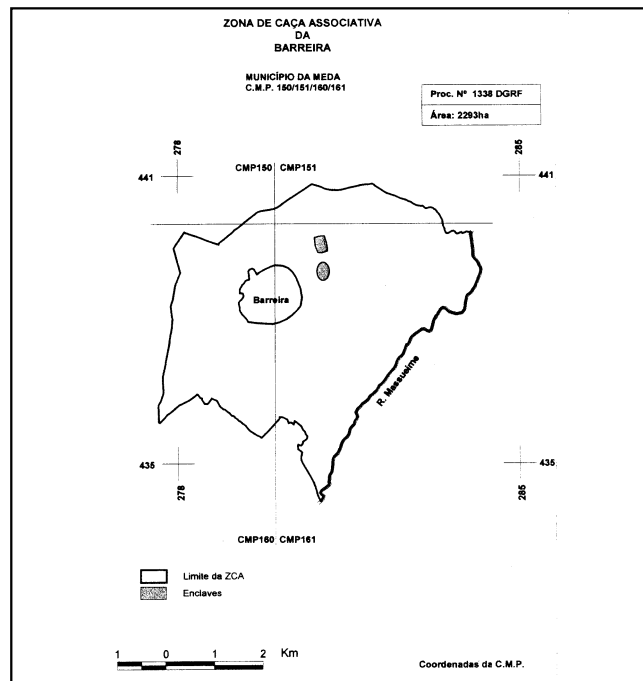 ZONA DE CAÇA ASSOCIATIVA
DA
BARREIRA
MUNICÍPIO DA MEDA
C.M.P. 150/151/160/161
Proc. Nº 1338 DGRF
Área: 2293ha
278
285
441
CMP150
CMP151
441
Barreira
R. Massueime
435
435
278
285
CMP160
CMP161
Limite da ZCA
Enclaves
1 0 1 2 Km
Coordenadas da C.M.P.